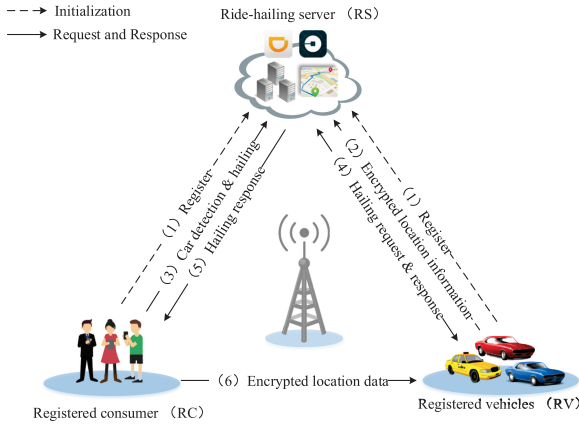 Initialization
Request and Response
Ride-hailing server （RS）
（1）Register
（3）Car detection & hailing
（5）Hailing response
（1）Register
（2）Encrypted location information
（4）Hailing request & response
（6）Encrypted location data
Registered consumer（RC）
Registered vehicles（RV）